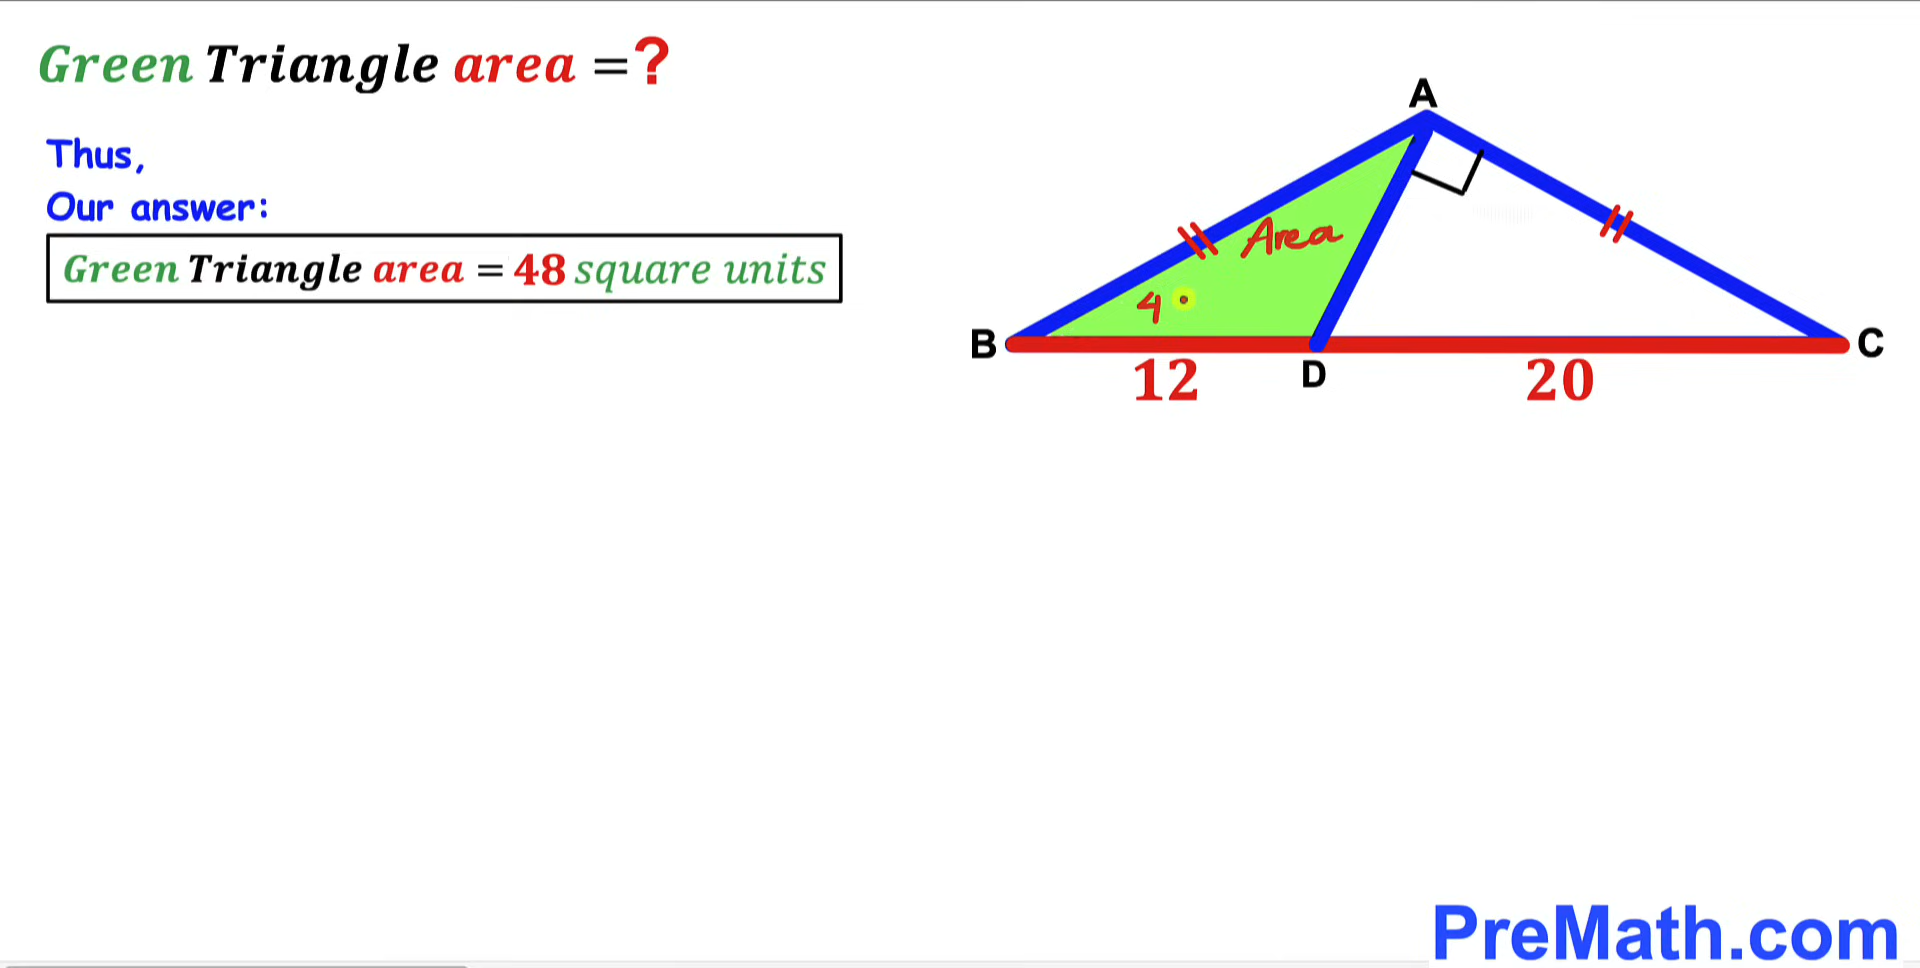 Green Triangle area = ?
Thus,
Our answer:
Green Triangle area = 48 square units
A
Area
4
B
C
12
D
20
PreMath.com